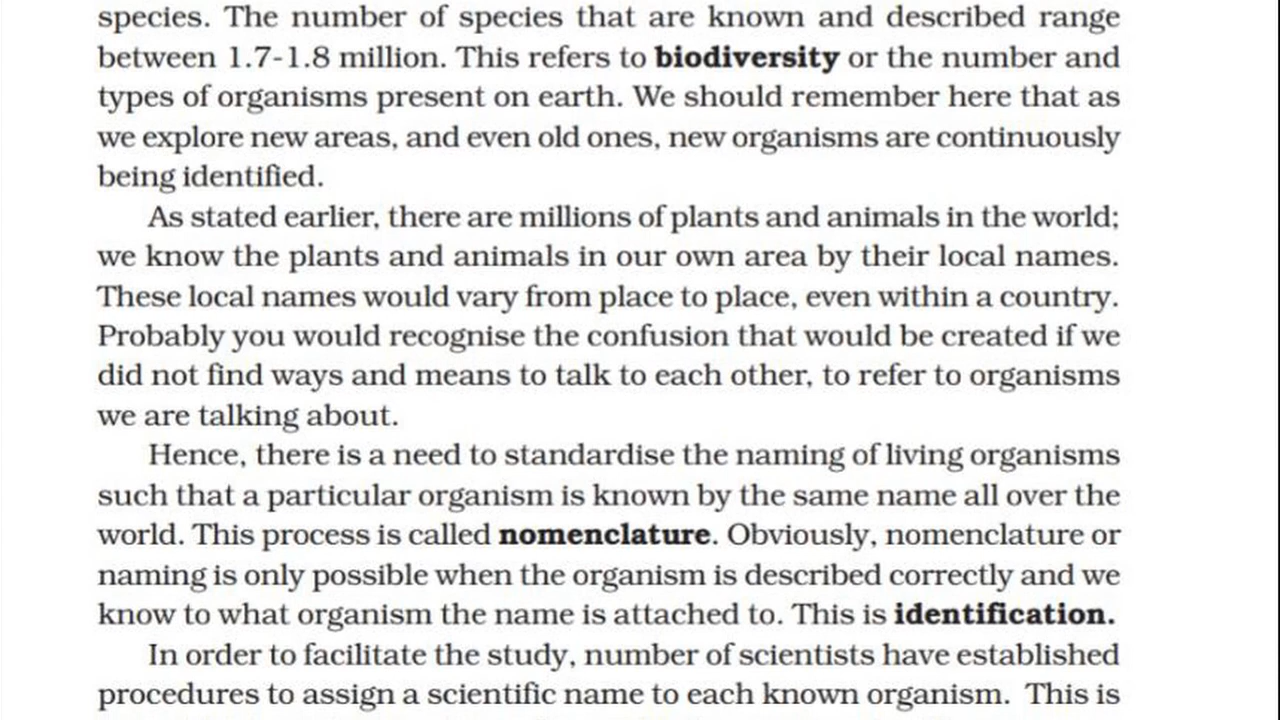 species. The number of species that are known and described range
between 1.7-1.8 million. This refers to biodiversity or the number and
types of organisms present on earth. We should remember here that as
we explore new areas, and even old ones, new organisms are continuously
being identified.
As stated earlier, there are millions of plants and animals in the world;
we know the plants and animals in our own area by their local names.
These local names would vary from place to place, even within a country.
Probably you would recognise the confusion that would be created if we
did not find ways and means to talk to each other, to refer to organisms
we are talking about.
Hence, there is a need to standardise the naming of living organisms
such that a particular organism is known by the same name all over the
world. This process is called nomenclature. Obviously, nomenclature or
naming is only possible when the organism is described correctly and we
know to what organism the name is attached to. This is identification.
In order to facilitate the study, number of scientists have established
procedures to assign a scientific name to each known organism. This is